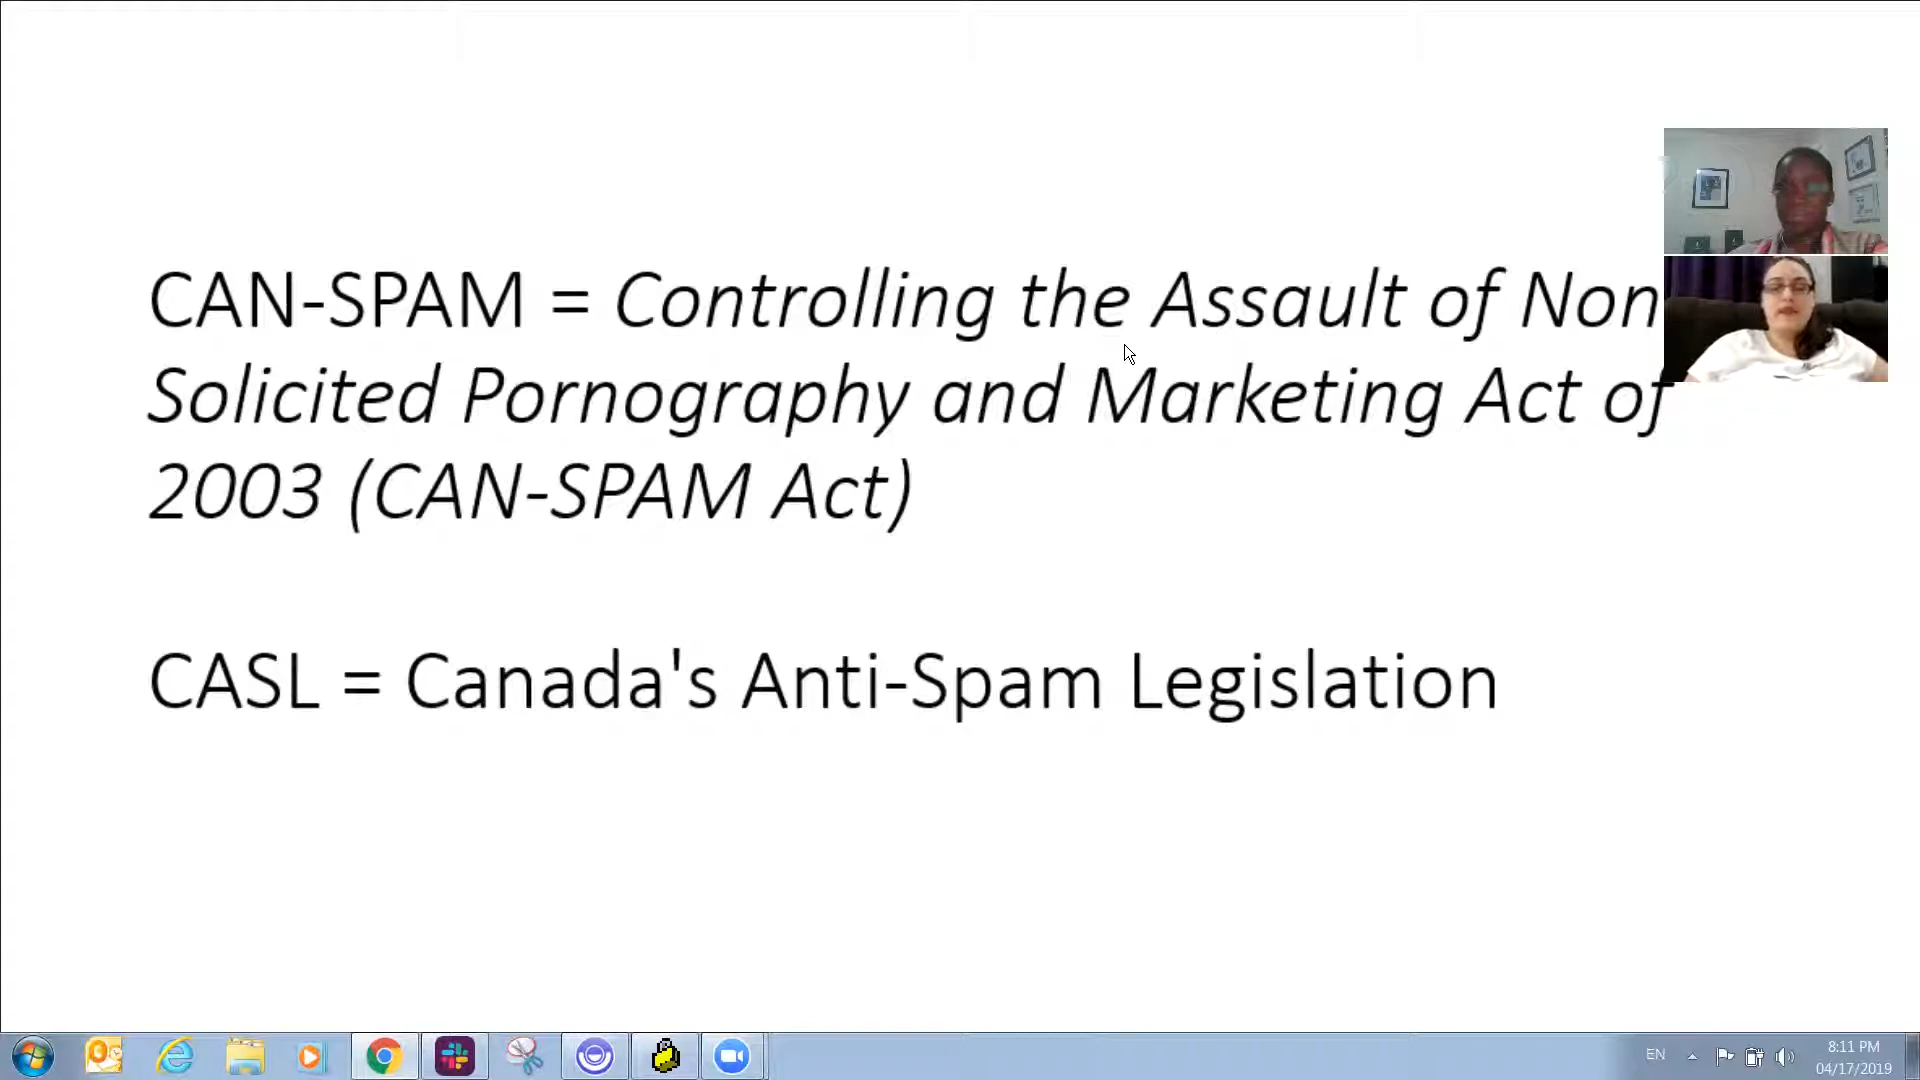 CAN-SPAM = Controlling the Assault of Non
Solicited Pornography and Marketing Act of
2003 (CAN-SPAM Act)
CASL = Canada's Anti-Spam Legislation
EN
8:11 PM
04/17/2019